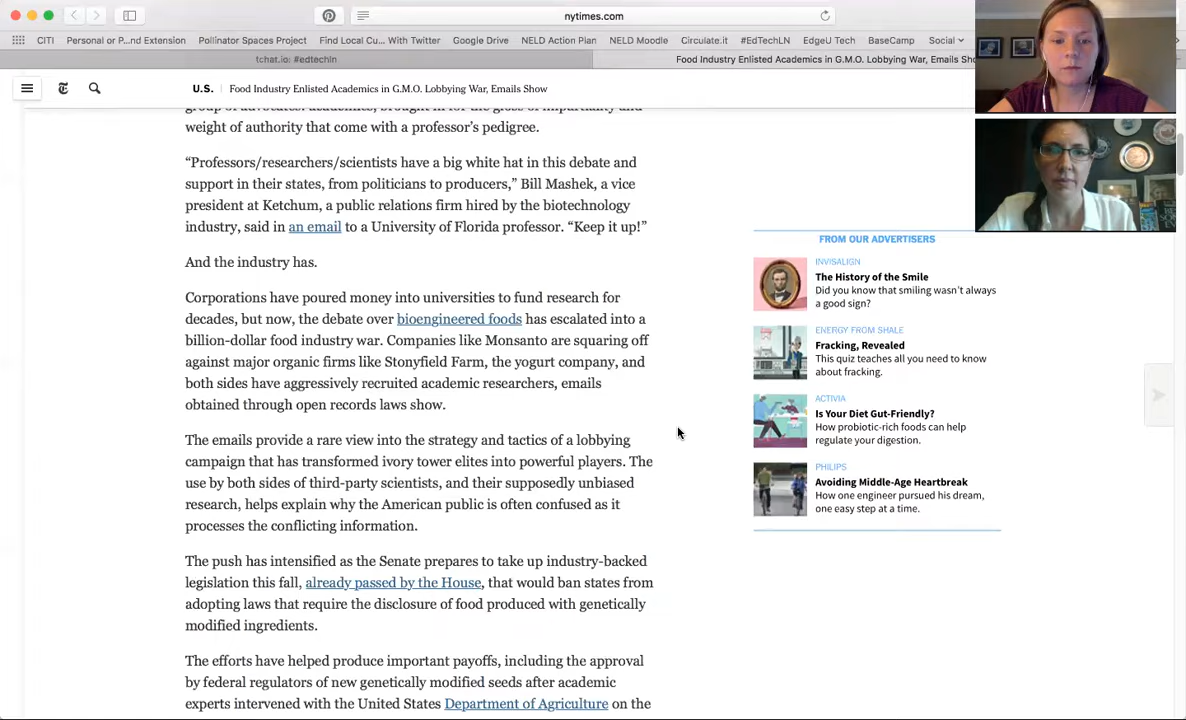 nytimes.com
CITI Personal or P...nd Extension Pollinator Spaces Project Find Local Cu... With Twitter Google Drive NELD Action Plan NELD Moodle Circulate.it #EdTechLN EdgeU Tech BaseCamp Social
tchat.io: #edtechln Food Industry Enlisted Academics in G.M.O. Lobbying War, Emails Sho
U.S. Food Industry Enlisted Academics in G.M.O. Lobbying War, Emails Show
group of advocates: academics, brought in for the gloss of impartiality and
weight of authority that come with a professor's pedigree.
“Professors/researchers/scientists have a big white hat in this debate and
support in their states, from politicians to producers,” Bill Mashek, a vice
president at Ketchum, a public relations firm hired by the biotechnology
industry, said in an email to a University of Florida professor. “Keep it up!”
And the industry has.
Corporations have poured money into universities to fund research for
decades, but now, the debate over bioengineered foods has escalated into a
billion-dollar food industry war. Companies like Monsanto are squaring off
against major organic firms like Stonyfield Farm, the yogurt company, and
both sides have aggressively recruited academic researchers, emails
obtained through open records laws show.
The emails provide a rare view into the strategy and tactics of a lobbying
campaign that has transformed ivory tower elites into powerful players. The
use by both sides of third-party scientists, and their supposedly unbiased
research, helps explain why the American public is often confused as it
processes the conflicting information.
The push has intensified as the Senate prepares to take up industry-backed
legislation this fall, already passed by the House, that would ban states from
adopting laws that require the disclosure of food produced with genetically
modified ingredients.
The efforts have helped produce important payoffs, including the approval
by federal regulators of new genetically modified seeds after academic
experts intervened with the United States Department of Agriculture on the
FROM OUR ADVERTISERS
INVISALIGN
The History of the Smile
Did you know that smiling wasn't always
a good sign?
ENERGY FROM SHALE
Fracking, Revealed
This quiz teaches all you need to know
about fracking.
ACTIVIA
Is Your Diet Gut-Friendly?
How probiotic-rich foods can help
regulate your digestion.
PHILIPS
Avoiding Middle-Age Heartbreak
How one engineer pursued his dream,
one easy step at a time.